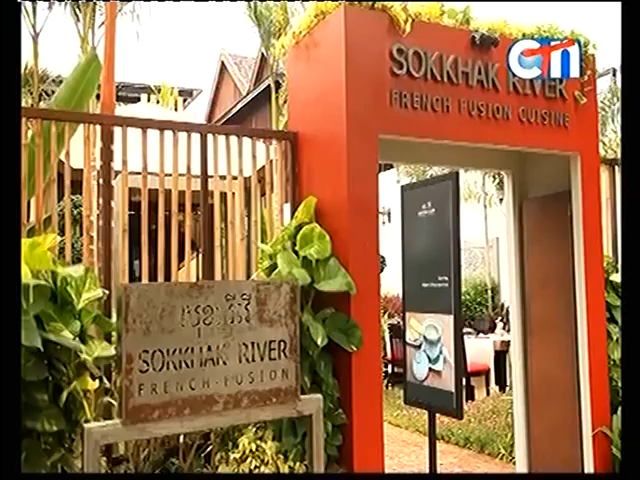 SOKKHAK RIVER
FRENCH FUSION CUISINE
CTN
SOKKHAK RIVER
FRENCH-FUSION